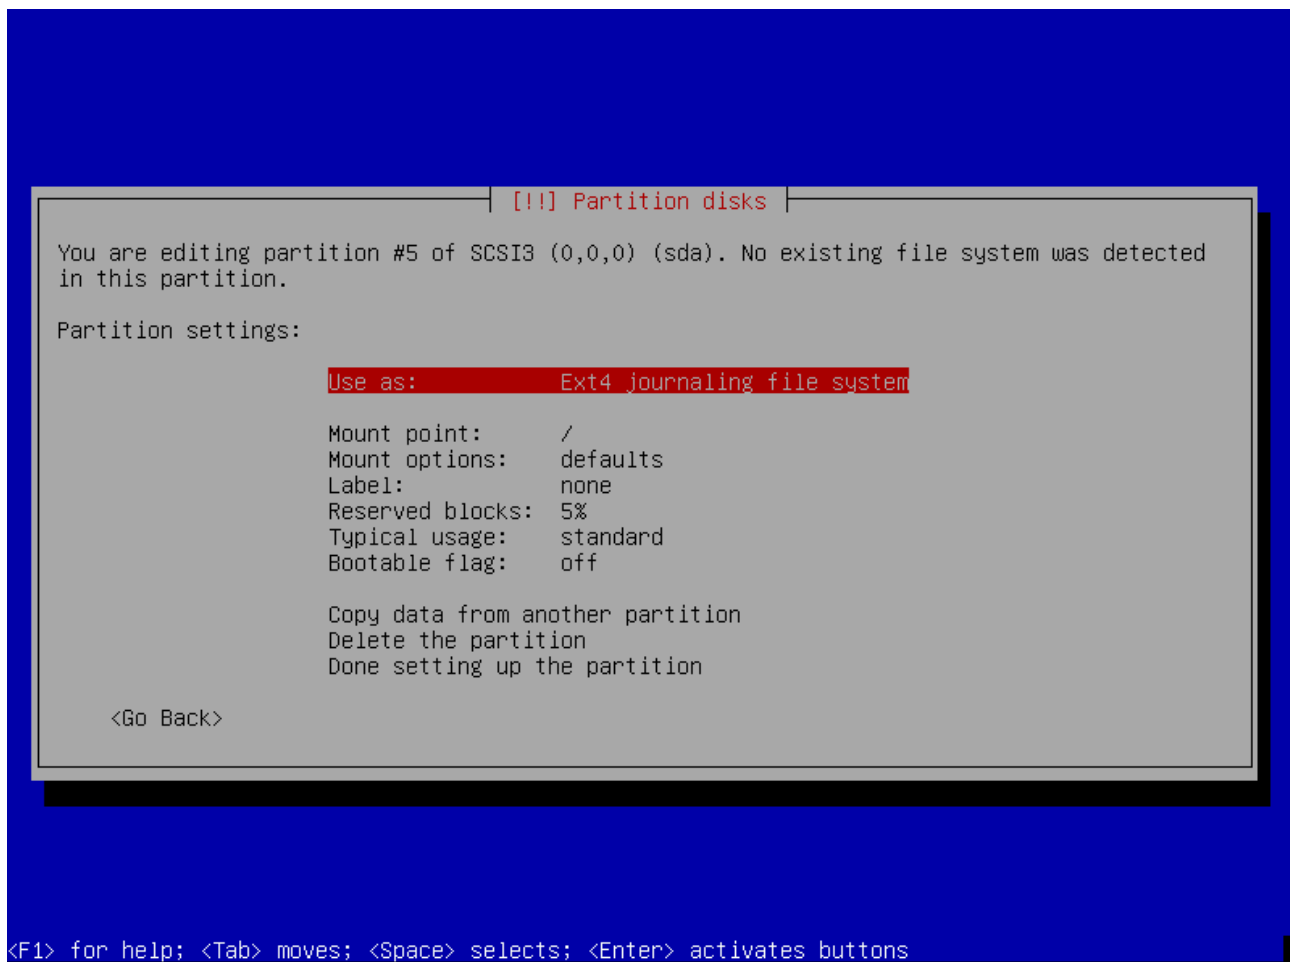 [!!] Partition disks
You are editing partition #5 of SCSI3 (0,0,0) (sda). No existing file system was detected
in this partition.
Partition settings:
Use as: Ext4 journaling file system
Mount point: /
Mount options: defaults
Label: none
Reserved blocks: 5%
Typical usage: standard
Bootable flag: off
Copy data from another partition
Delete the partition
Done setting up the partition
<Go Back>
<F1> for help; <Tab> moves; <Space> selects; <Enter> activates buttons